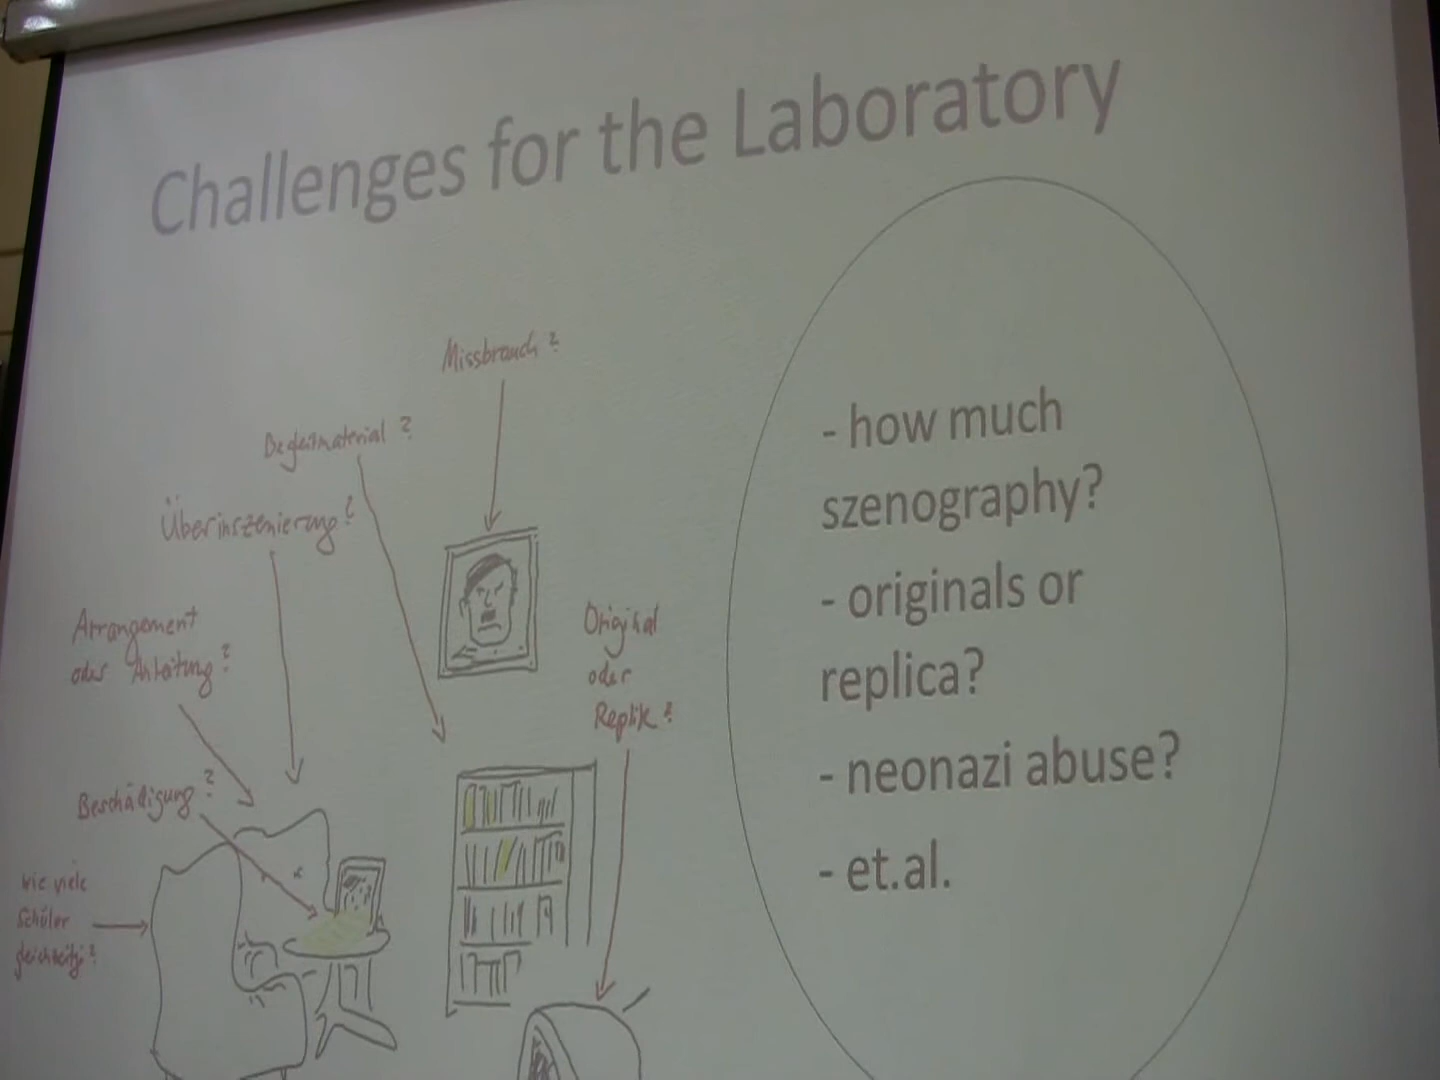 Challenges for the Laboratory
Missbrauch?
Begleitmaterial?
Überinszenierung?
Arrangement
oder Anleitung?
Beschädigung?
wie viele
Schüler
gleichzeitig?
Original
oder
Replik?
- how much
szenography?
- originals or
replica?
- neonazi abuse?
- et.al.